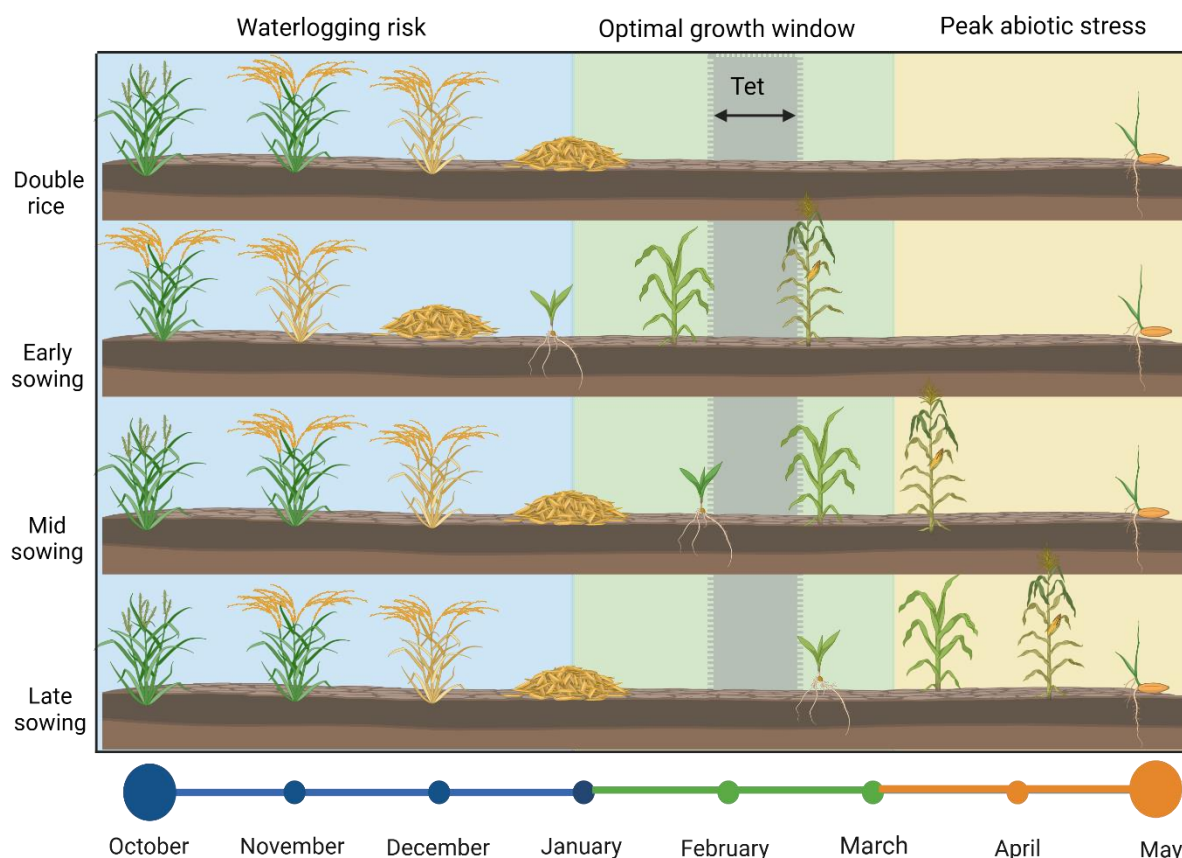 Waterlogging risk
Optimal growth window
Peak abiotic stress
Tet
Double
rice
Early
sowing
Mid
sowing
Late
sowing
October
November
December
January
February
March
April
May